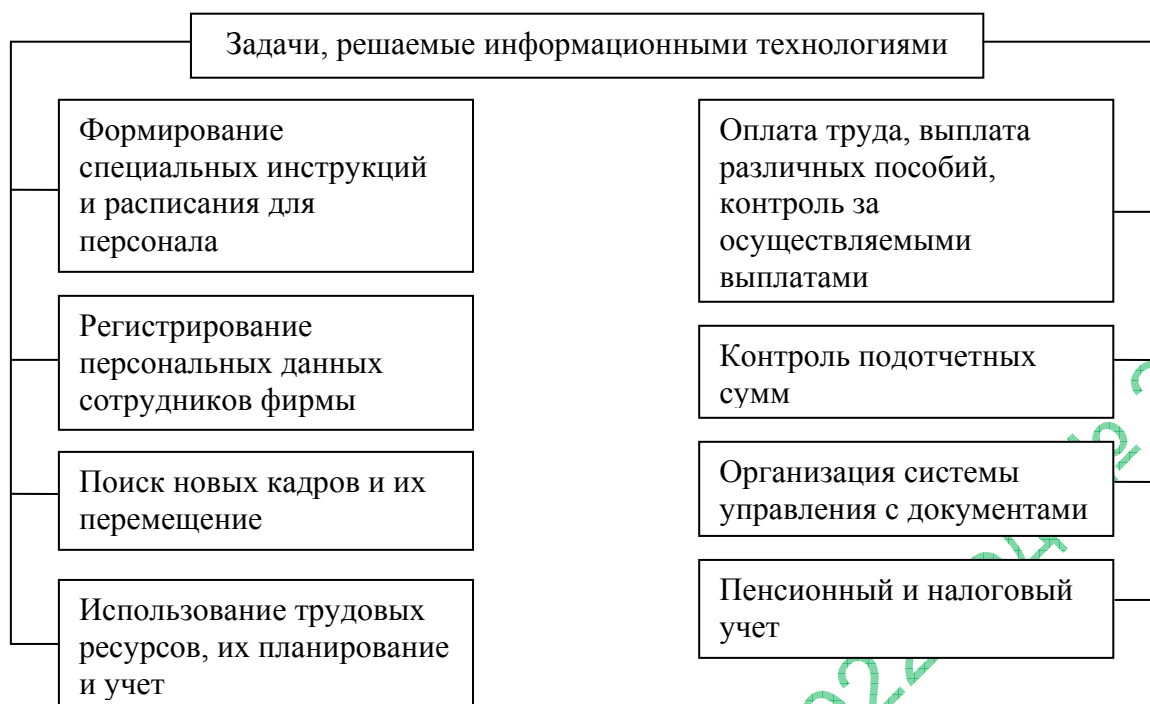 Задачи, решаемые информационными технологиями
Формирование
специальных инструкций
и расписания для
персонала
Регистрирование
персональных данных
сотрудников фирмы
Поиск новых кадров и их
перемещение
Использование трудовых
ресурсов, их планирование
и учет
Оплата труда, выплата
различных пособий,
контроль за
осуществляемыми
выплатами
Контроль подотчетных
сумм
Организация системы
управления с документами
Пенсионный и налоговый
учет